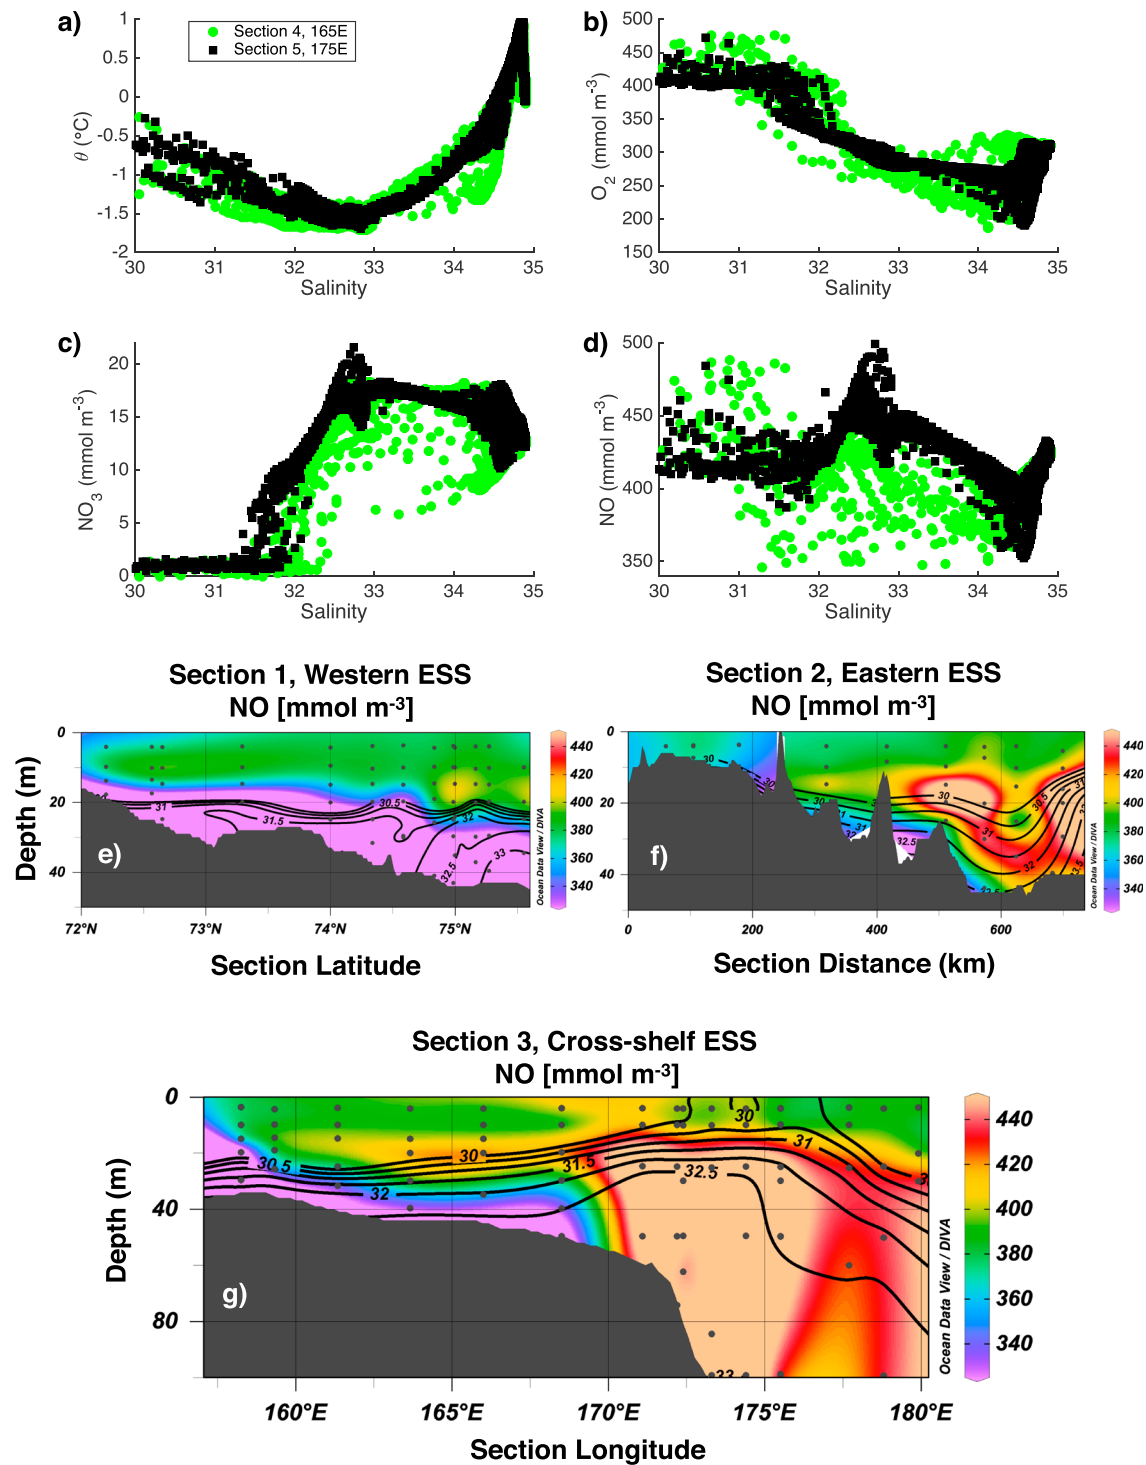 a)
Section 4, 165E
Section 5, 175E
1
0.5
0
-0.5
-1
-1.5
-2
θ (°C)
30 31 32 33 34 35
Salinity
b)
500
450
400
350
300
250
200
150
O2 (mmol m-3)
30 31 32 33 34 35
Salinity
c)
20
15
10
5
0
NO3 (mmol m-3)
30 31 32 33 34 35
Salinity
d)
500
450
400
350
NO (mmol m-3)
30 31 32 33 34 35
Salinity
Section 1, Western ESS
NO [mmol m-3]
0
20
40
Depth (m)
31
31.5
30.5
32
32.5
33
e)
72°N 73°N 74°N 75°N
Section Latitude
440
420
400
380
360
340
Ocean Data View / DIVA
Section 2, Eastern ESS
NO [mmol m-3]
0
20
40
30
30
30
31
31
32
32.5
30
31
32
30.5
f)
0 200 400 600
Section Distance (km)
440
420
400
380
360
340
Ocean Data View / DIVA
Section 3, Cross-shelf ESS
NO [mmol m-3]
0
40
80
Depth (m)
30.5
30
31.5
32
32.5
30
31
33
g)
160°E 165°E 170°E 175°E 180°E
Section Longitude
440
420
400
380
360
340
Ocean Data View / DIVA